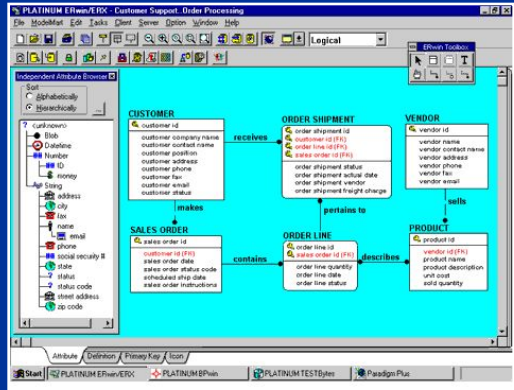 PLATINUM ERwin/ERX - Customer Support..Order Processing
File ModelMart Edit Tasks Client Server Option Window Help
Logical
ERwin Toolbox
T
Independent Attribute Browser
Sort
Alphabetically
Hierarchically
...
<unknown>
Blob
Datetime
Number
ID
money
String
address
city
fax
name
email
phone
social security #
state
status
status code
street address
zip code
CUSTOMER
customer id
customer company name
customer contact name
customer position
customer address
customer phone
customer fax
customer email
customer status
receives
makes
ORDER SHIPMENT
order shipment id
customer id (FK)
order line id (FK)
sales order id (FK)
order shipment status
order shipment actual date
order shipment vendor
order shipment freight charge
pertains to
VENDOR
vendor id
vendor name
vendor contact name
vendor address
vendor phone
vendor fax
vendor email
sells
SALES ORDER
sales order id
customer id (FK)
sales order date
sales order status code
scheduled ship date
sales order instructions
contains
ORDER LINE
order line id
sales order id (FK)
order line quantity
order line date
order line status
describes
PRODUCT
product id
vendor id (FK)
product name
product description
unit cost
sold quantity
Attribute Definition Primary Key Icon
Start PLATINUM ERwin/ERX PLATINUM BPwin PLATINUM TESTBytes Paradigm Plus